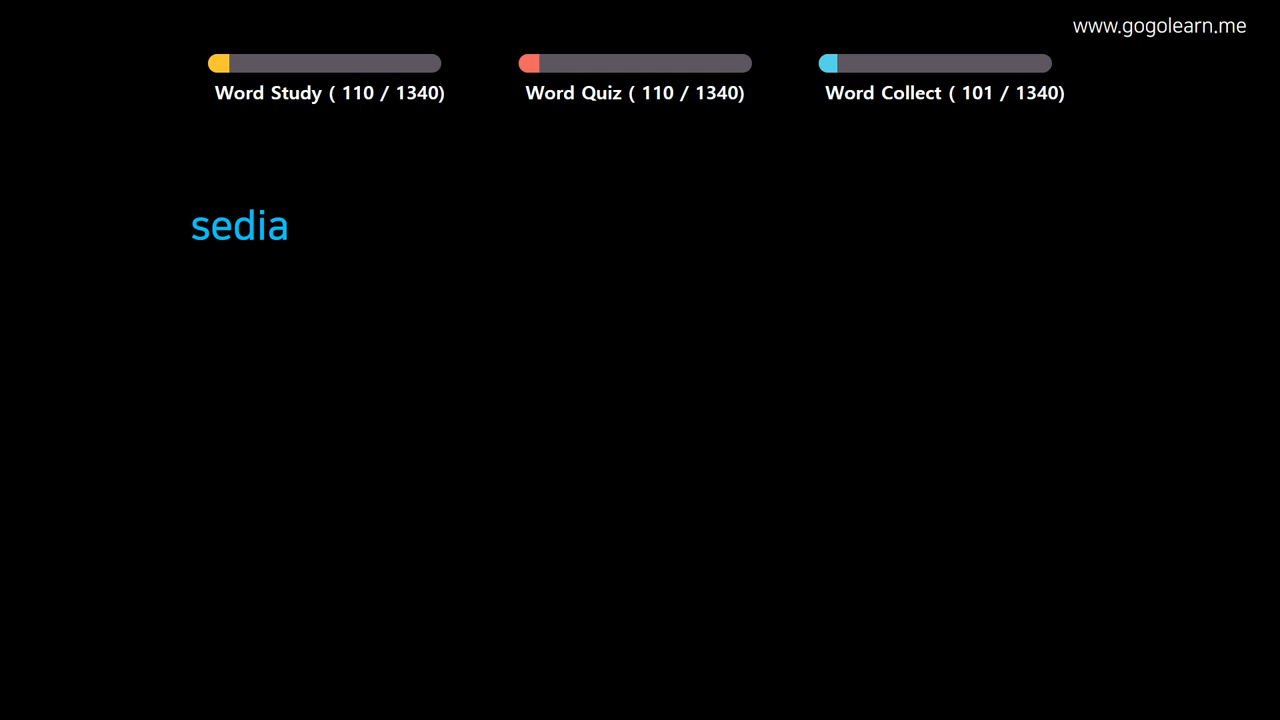 www.gogolearn.me
Word Study ( 110 / 1340)
Word Quiz ( 110 / 1340)
Word Collect ( 101 / 1340)
sedia